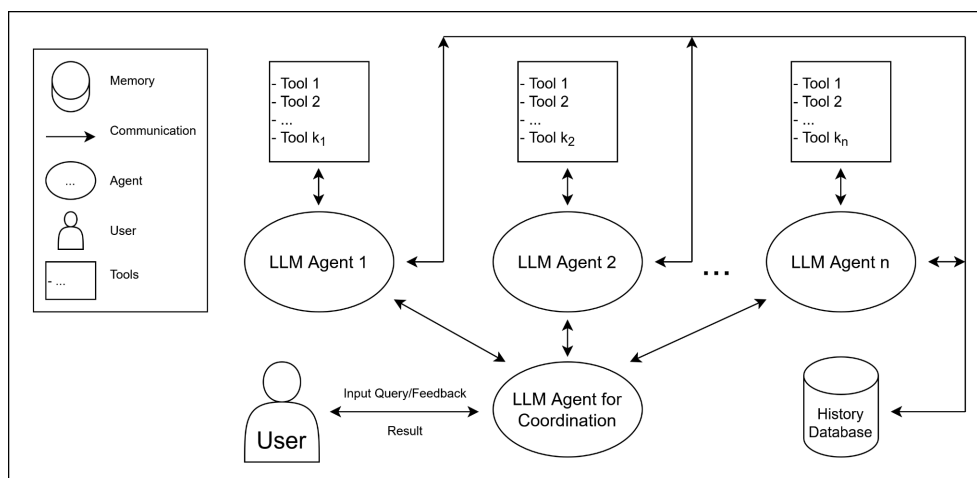 Memory
Communication
...
Agent
User
Tools
- ...
- Tool 1
- Tool 2
- ...
- Tool k₁
- Tool 1
- Tool 2
- ...
- Tool k₂
- Tool 1
- Tool 2
- ...
- Tool kₙ
LLM Agent 1
LLM Agent 2
...
LLM Agent n
User
Input Query/Feedback
Result
LLM Agent for
Coordination
History
Database